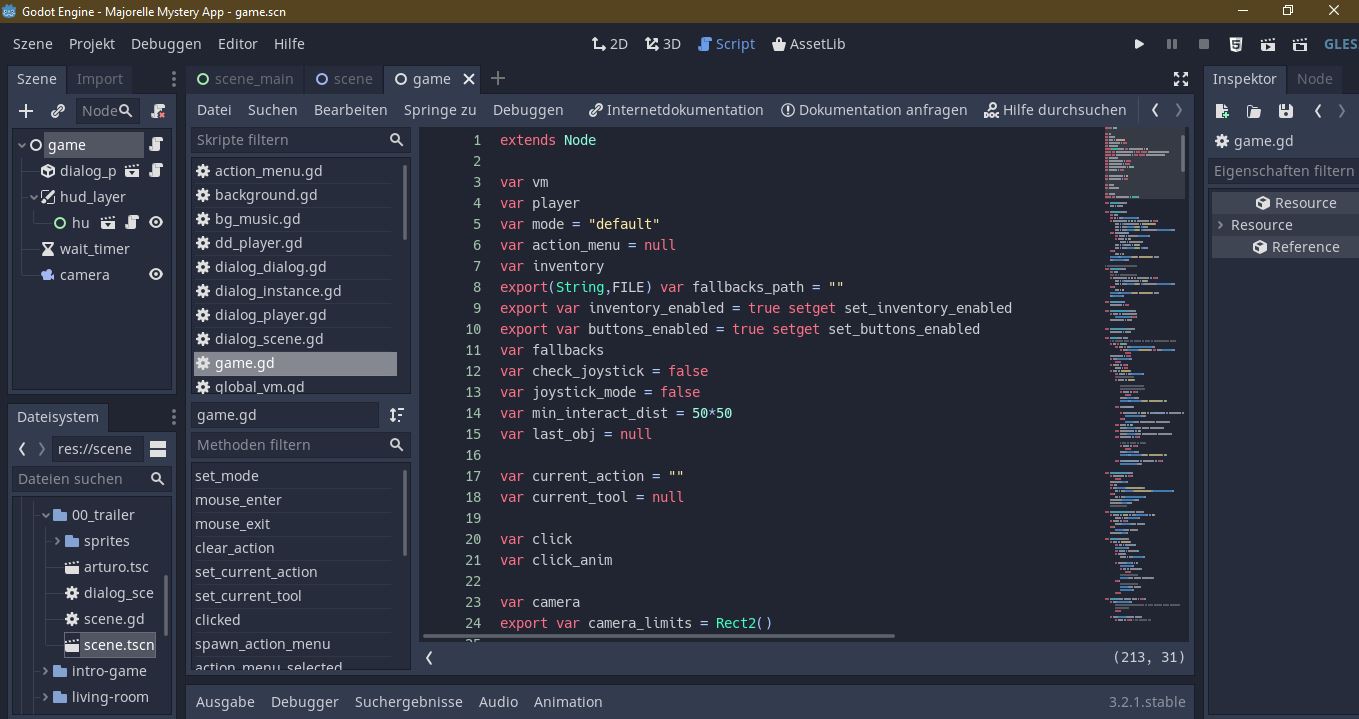 Godot Engine - Majorelle Mystery App - game.scn
Szene Projekt Debuggen Editor Hilfe 2D 3D Script AssetLib GLES
Szene Import
Node
game
dialog_p
hud_layer
hu
wait_timer
camera
Dateisystem
res://scene
Dateien suchen
00_trailer
sprites
arturo.tsc
dialog_sce
scene.gd
scene.tscn
intro-game
living-room
scene_main scene game
Datei Suchen Bearbeiten Springe zu Debuggen Internetdokumentation Dokumentation anfragen Hilfe durchsuchen
Skripte filtern
action_menu.gd
background.gd
bg_music.gd
dd_player.gd
dialog_dialog.gd
dialog_instance.gd
dialog_player.gd
dialog_scene.gd
game.gd
global_vm.gd
game.gd
Methoden filtern
set_mode
mouse_enter
mouse_exit
clear_action
set_current_action
set_current_tool
clicked
spawn_action_menu
action_menu_selected
1 extends Node
2
3 var vm
4 var player
5 var mode = "default"
6 var action_menu = null
7 var inventory
8 export(String,FILE) var fallbacks_path = ""
9 export var inventory_enabled = true setget set_inventory_enabled
10 export var buttons_enabled = true setget set_buttons_enabled
11 var fallbacks
12 var check_joystick = false
13 var joystick_mode = false
14 var min_interact_dist = 50*50
15 var last_obj = null
16
17 var current_action = ""
18 var current_tool = null
19
20 var click
21 var click_anim
22
23 var camera
24 export var camera_limits = Rect2()
25
(213, 31)
Ausgabe Debugger Suchergebnisse Audio Animation 3.2.1.stable
Inspektor Node
game.gd
Eigenschaften filtern
Resource
Resource
Reference